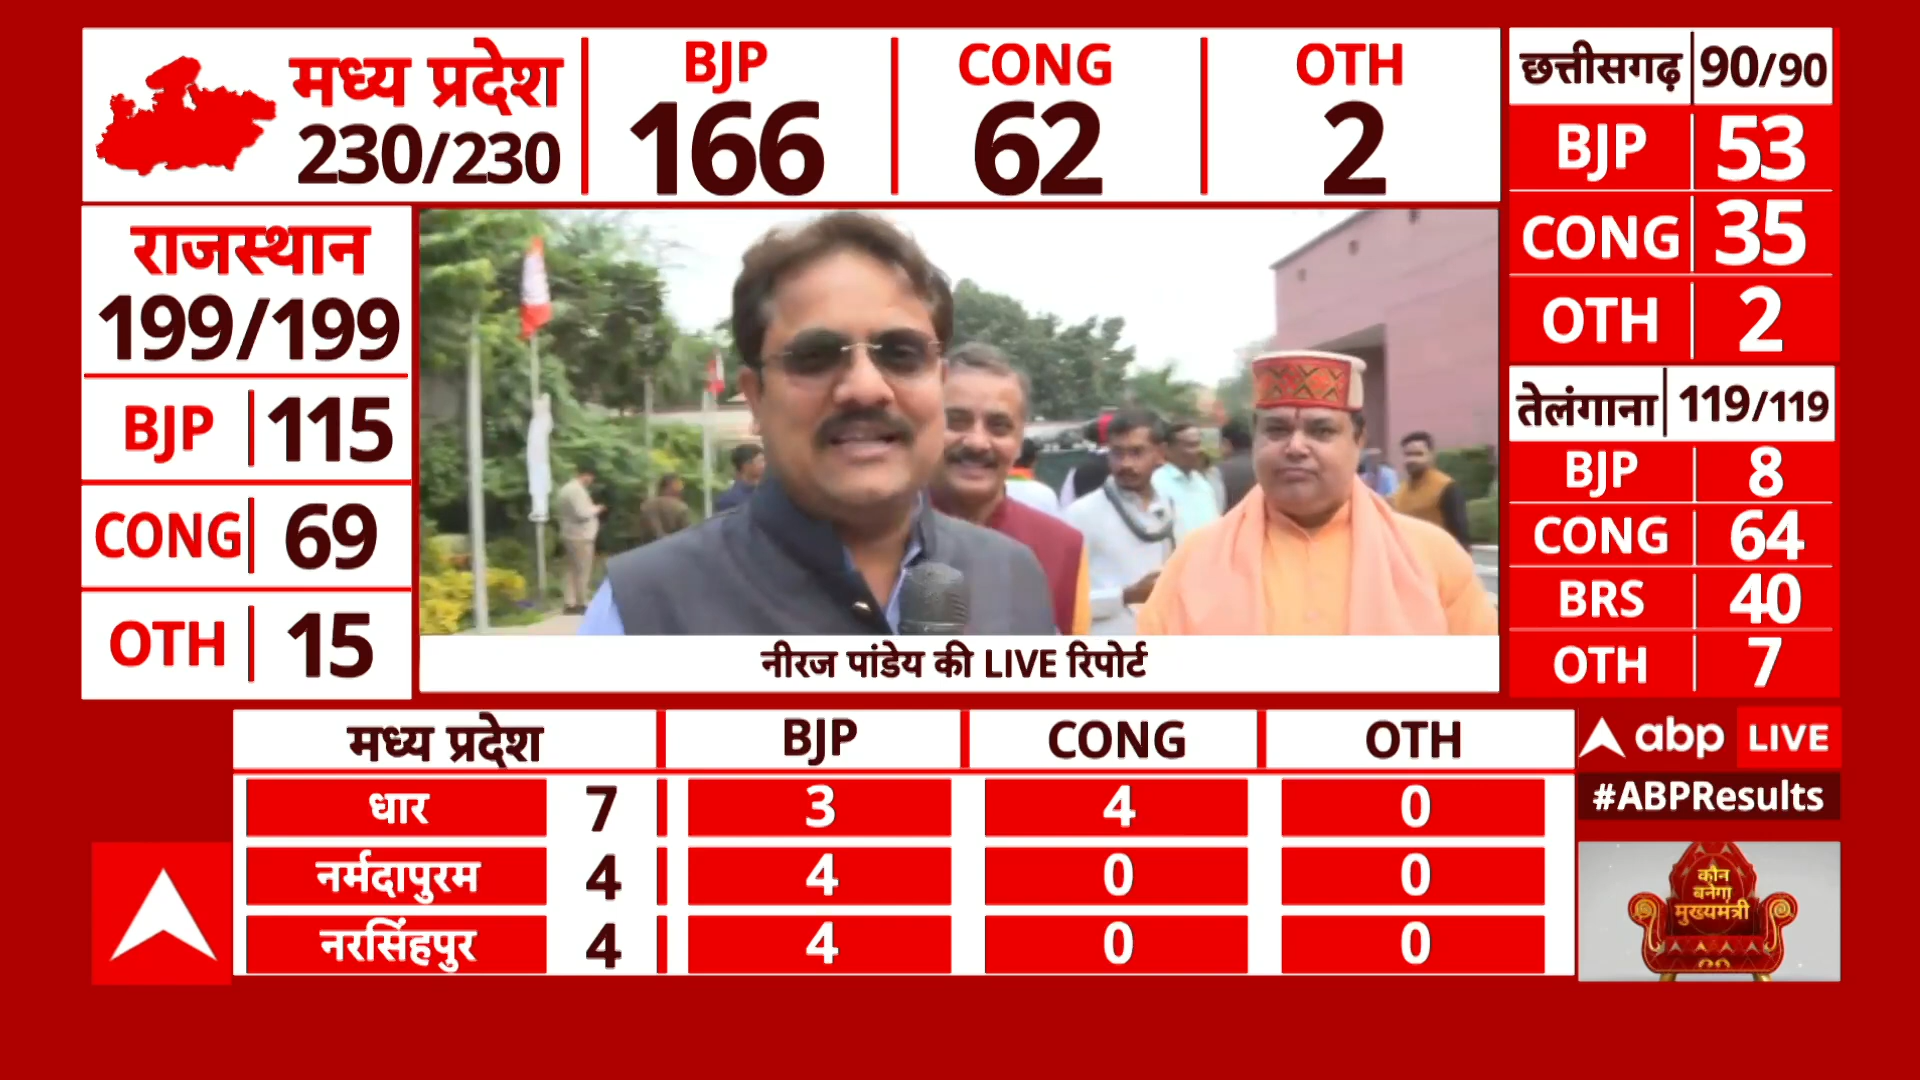 मध्य प्रदेश
230/230
BJP
166
CONG
62
OTH
2
छत्तीसगढ़ 90/90
BJP 53
CONG 35
OTH 2
राजस्थान
199/199
BJP 115
CONG 69
OTH 15
तेलंगाना 119/119
BJP 8
CONG 64
BRS 40
OTH 7
नीरज पांडेय की LIVE रिपोर्ट
मध्य प्रदेश BJP CONG OTH
धार 7 3 4 0
नर्मदापुरम 4 4 0 0
नरसिंहपुर 4 4 0 0
abp LIVE
#ABPResults
कौन
बनेगा
मुख्यमंत्री